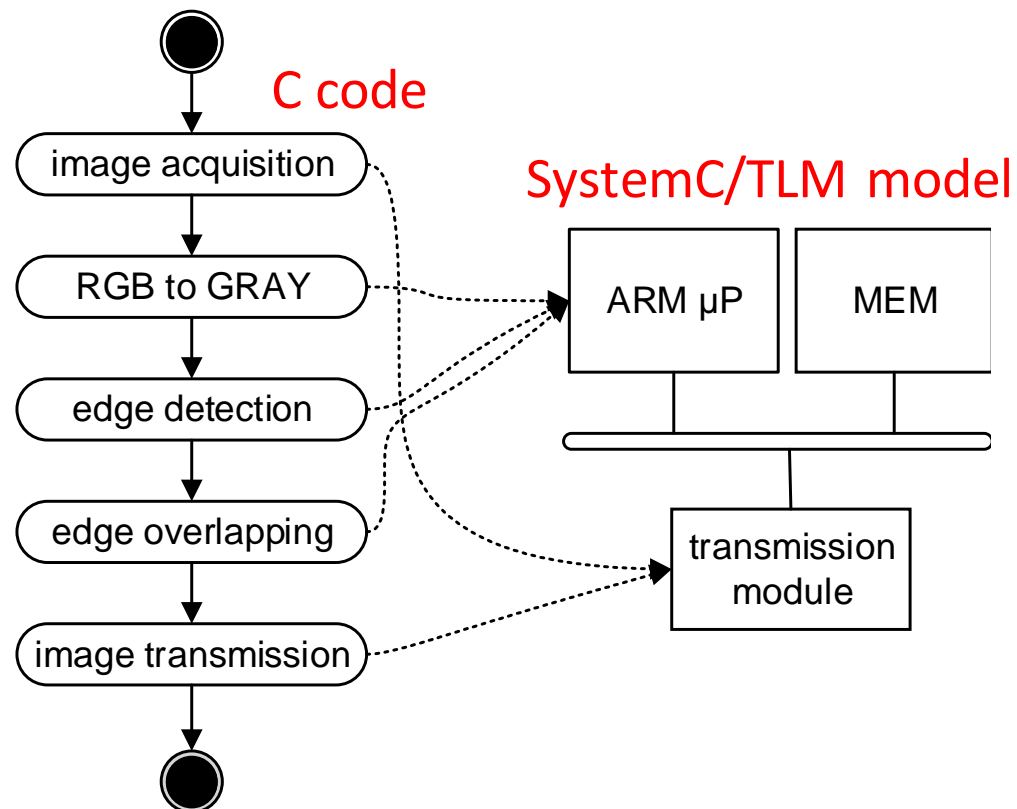 C code
image acquisition
SystemC/TLM model
RGB to GRAY
ARM µP
MEM
edge detection
edge overlapping
transmission
module
image transmission